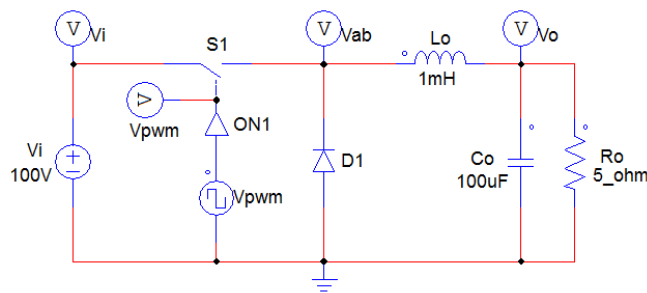 V Vi
S1
V Vab
Lo
1mH
V Vo
V
Vpwm
ON1
Vi
100V
Vpwm
D1
Co
100uF
Ro
5_ohm